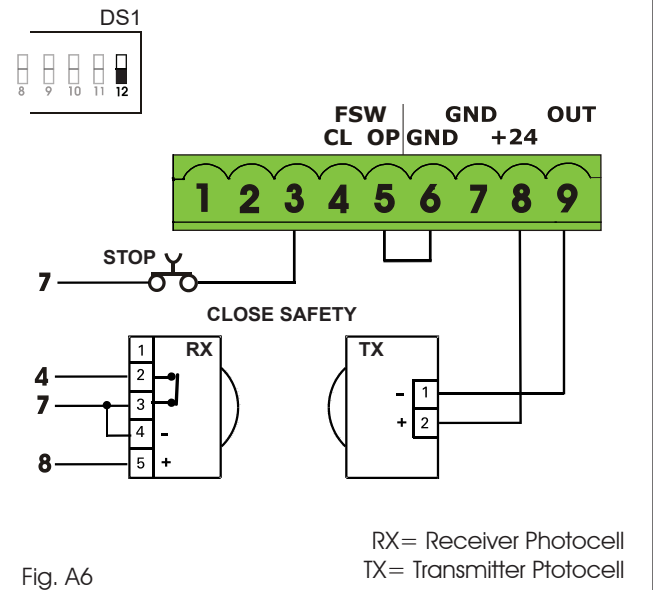 DS1
8 9 10 11 12
FSW GND OUT
CL OP GND +24
1 2 3 4 5 6 7 8 9
STOP
7
CLOSE SAFETY
1 RX TX
4 2
- 1
7 3
+ 2
4 -
8 5 +
RX= Receiver Photocell
Fig. A6 TX= Transmitter Ptotocell